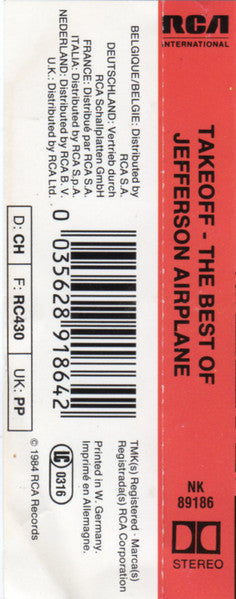 RCA
INTERNATIONAL
TAKEOFF - THE BEST OF
JEFFERSON AIRPLANE
NK
89186
STEREO
BELGIQUE/BELGIE: Distributed by
RCA S.A.
DEUTSCHLAND: Vertrieb durch
RCA Schallplatten GmbH
FRANCE: Distribué par RCA S.A.
ITALIA: Distributed by RCA S.p.A.
NEDERLAND: Distributed by RCA B.V.
U.K.: Distributed by RCA Ltd.
0 035628 918642
TMK(s) Registered · Marca(s)
Registrada(s) RCA Corporation
Printed in W. Germany.
Imprimé en Allemagne.
LC 0316
D: CH F: RC430 UK: PP
© 1984 RCA Records